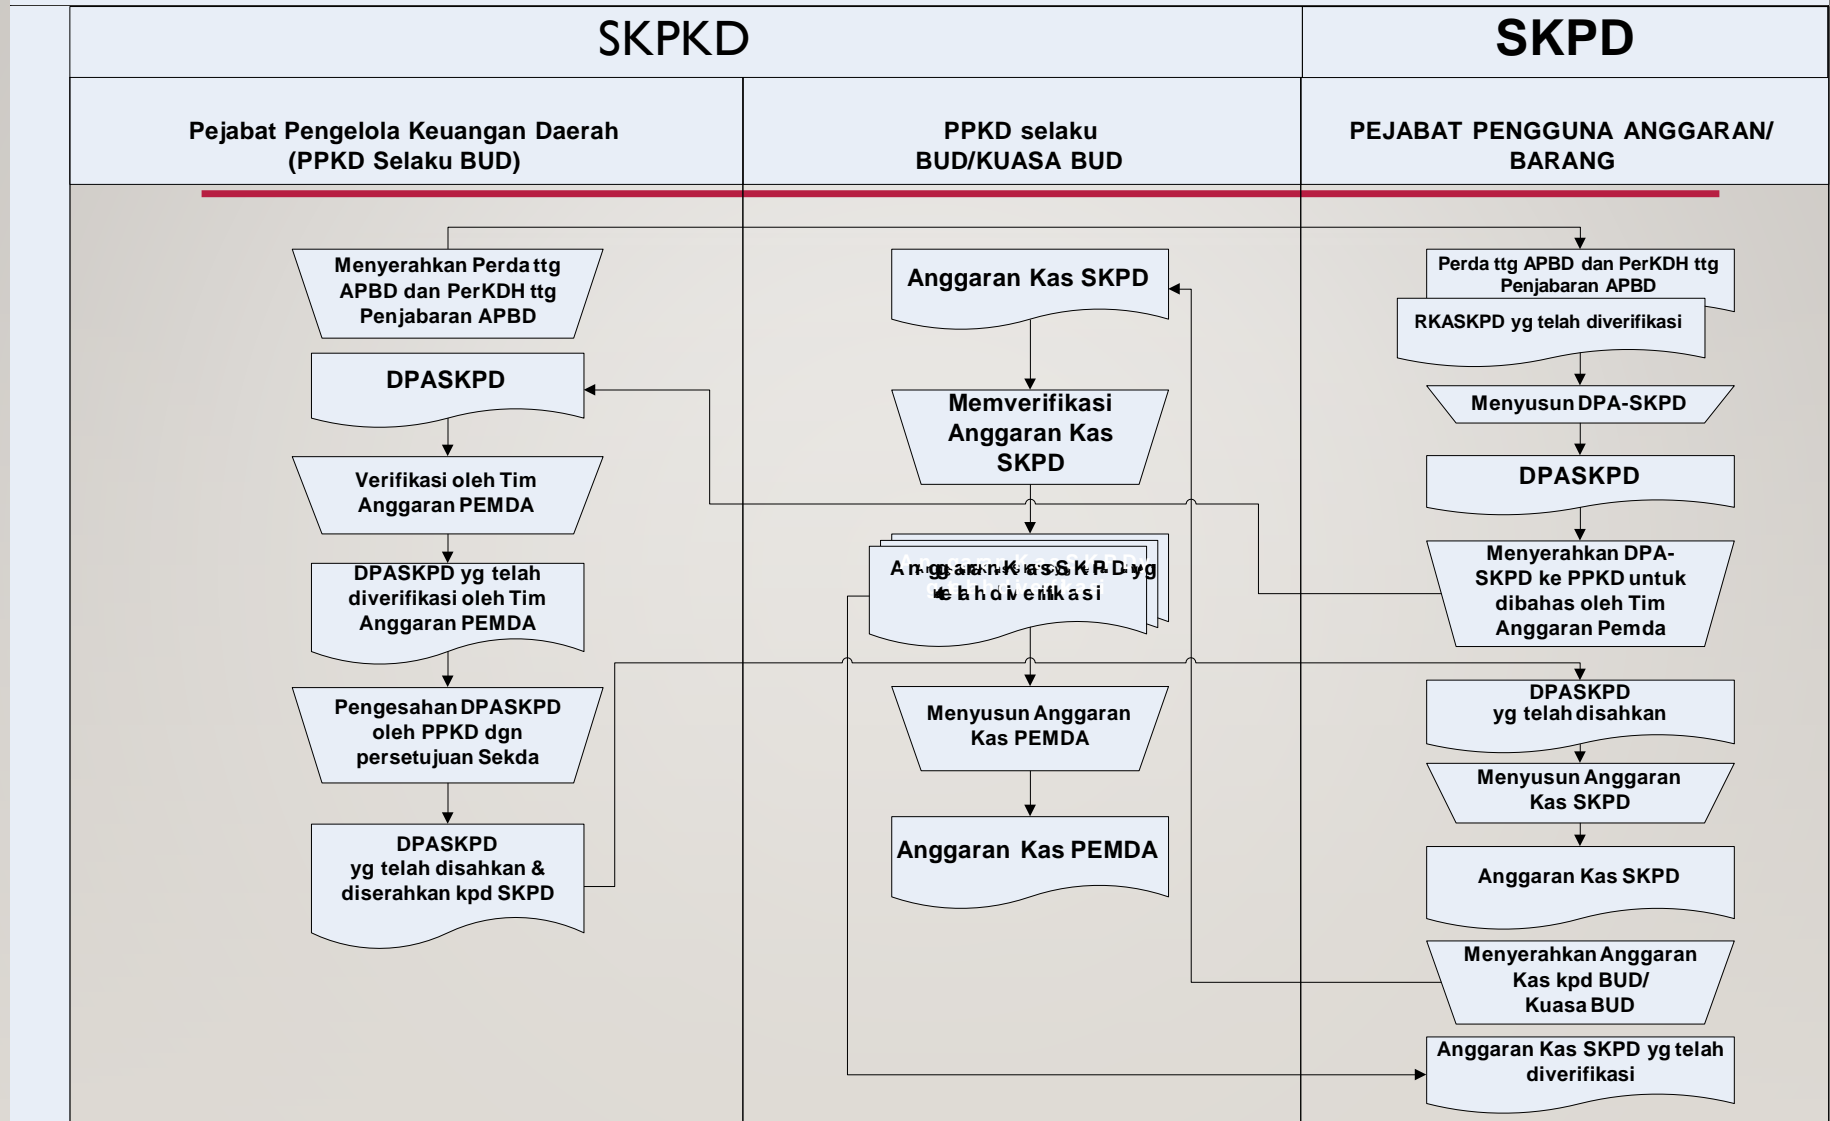 SKPKD
SKPD
Pejabat Pengelola Keuangan Daerah
(PPKD Selaku BUD)
PPKD selaku
BUD/KUASA BUD
PEJABAT PENGGUNA ANGGARAN/
BARANG
Menyerahkan Perda ttg
APBD dan PerKDH ttg
Penjabaran APBD
DPASKPD
Verifikasi oleh Tim
Anggaran PEMDA
DPASKPD yg telah
diverifikasi oleh Tim
Anggaran PEMDA
Pengesahan DPASKPD
oleh PPKD dgn
persetujuan Sekda
DPASKPD
yg telah disahkan &
diserahkan kpd SKPD
Anggaran Kas SKPD
Memverifikasi
Anggaran Kas
SKPD
Anggaran Kas SKPD yg
telah diverifikasi
Menyusun Anggaran
Kas PEMDA
Anggaran Kas PEMDA
Perda ttg APBD dan PerKDH ttg
Penjabaran APBD
RKASKPD yg telah diverifikasi
Menyusun DPA-SKPD
DPASKPD
Menyerahkan DPA-
SKPD ke PPKD untuk
dibahas oleh Tim
Anggaran Pemda
DPASKPD
yg telah disahkan
Menyusun Anggaran
Kas SKPD
Anggaran Kas SKPD
Menyerahkan Anggaran
Kas kpd BUD/
Kuasa BUD
Anggaran Kas SKPD yg telah
diverifikasi